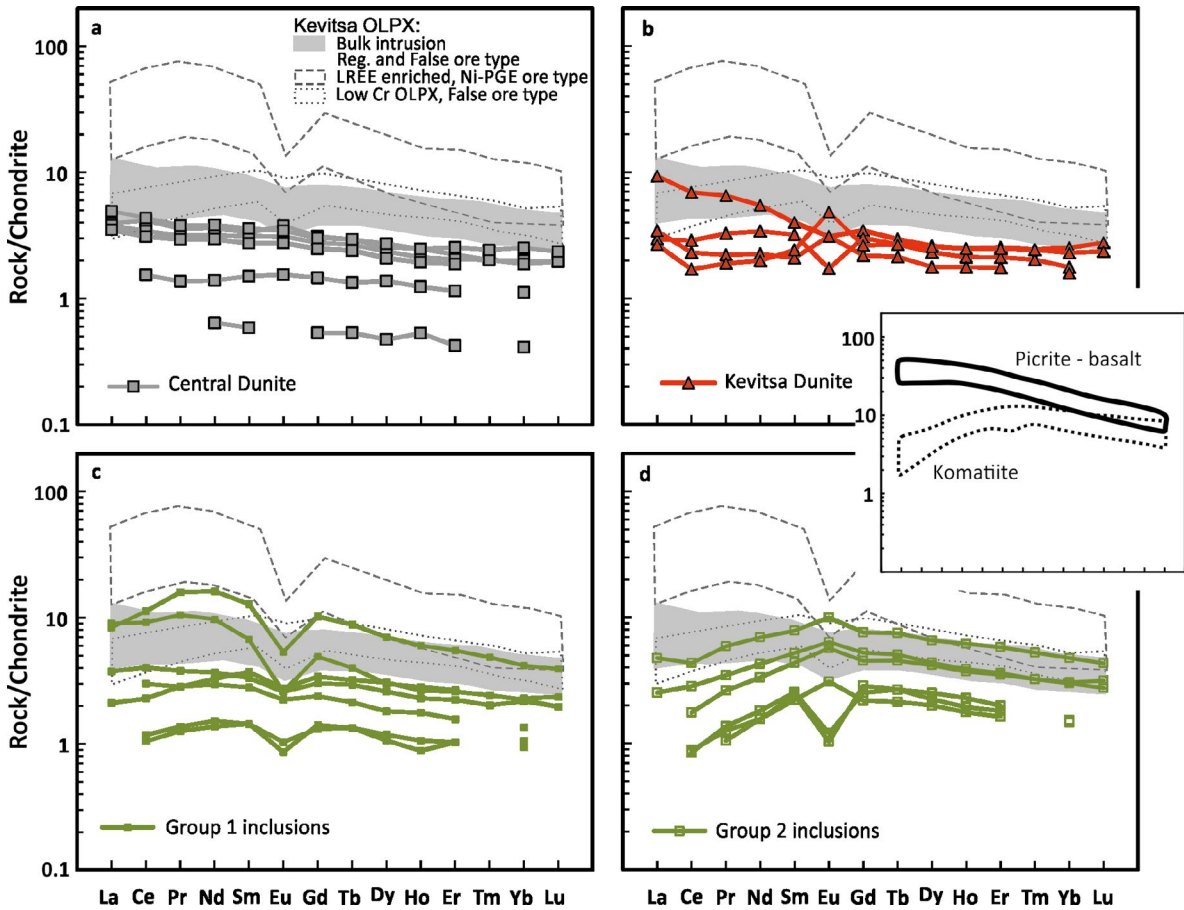 a
Kevitsa OLPX:
Bulk intrusion
Reg. and False ore type
LREE enriched, Ni-PGE ore type
Low Cr OLPX, False ore type
100
10
1
0.1
Rock/Chondrite
Central Dunite
b
Kevitsa Dunite
100
10
1
Picrite - basalt
Komatiite
c
100
10
1
0.1
Rock/Chondrite
Group 1 inclusions
La Ce Pr Nd Sm Eu Gd Tb Dy Ho Er Tm Yb Lu
d
Group 2 inclusions
La Ce Pr Nd Sm Eu Gd Tb Dy Ho Er Tm Yb Lu